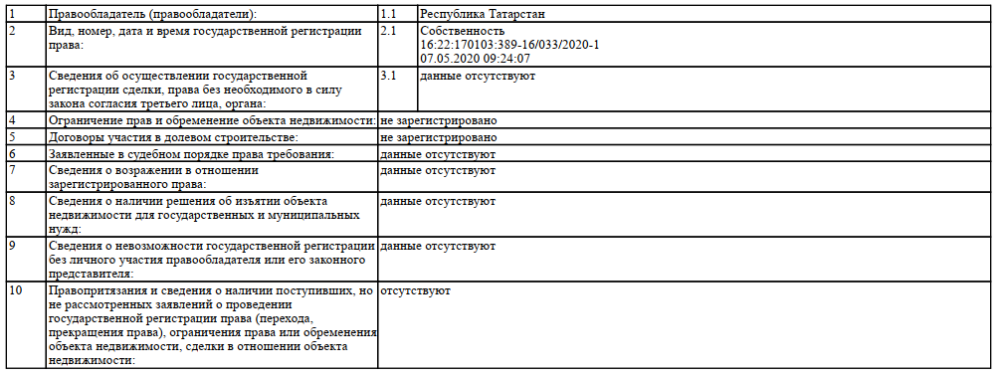 1 Правообладатель (правообладатели): 1.1 Республика Татарстан
2 Вид, номер, дата и время государственной регистрации 2.1 Собственность
права: 16:22:170103:389-16/033/2020-1
07.05.2020 09:24:07
3 Сведения об осуществлении государственной 3.1 данные отсутствуют
регистрации сделки, права без необходимого в силу
закона согласия третьего лица, органа:
4 Ограничение прав и обременение объекта недвижимости: не зарегистрировано
5 Договоры участия в долевом строительстве: не зарегистрировано
6 Заявленные в судебном порядке права требования: данные отсутствуют
7 Сведения о возражении в отношении данные отсутствуют
зарегистрированного права:
8 Сведения о наличии решения об изъятии объекта данные отсутствуют
недвижимости для государственных и муниципальных
нужд:
9 Сведения о невозможности государственной регистрации данные отсутствуют
без личного участия правообладателя или его законного
представителя:
10 Правопритязания и сведения о наличии поступивших, но отсутствуют
не рассмотренных заявлений о проведении
государственной регистрации права (перехода,
прекращения права), ограничения права или обременения
объекта недвижимости, сделки в отношении объекта
недвижимости: